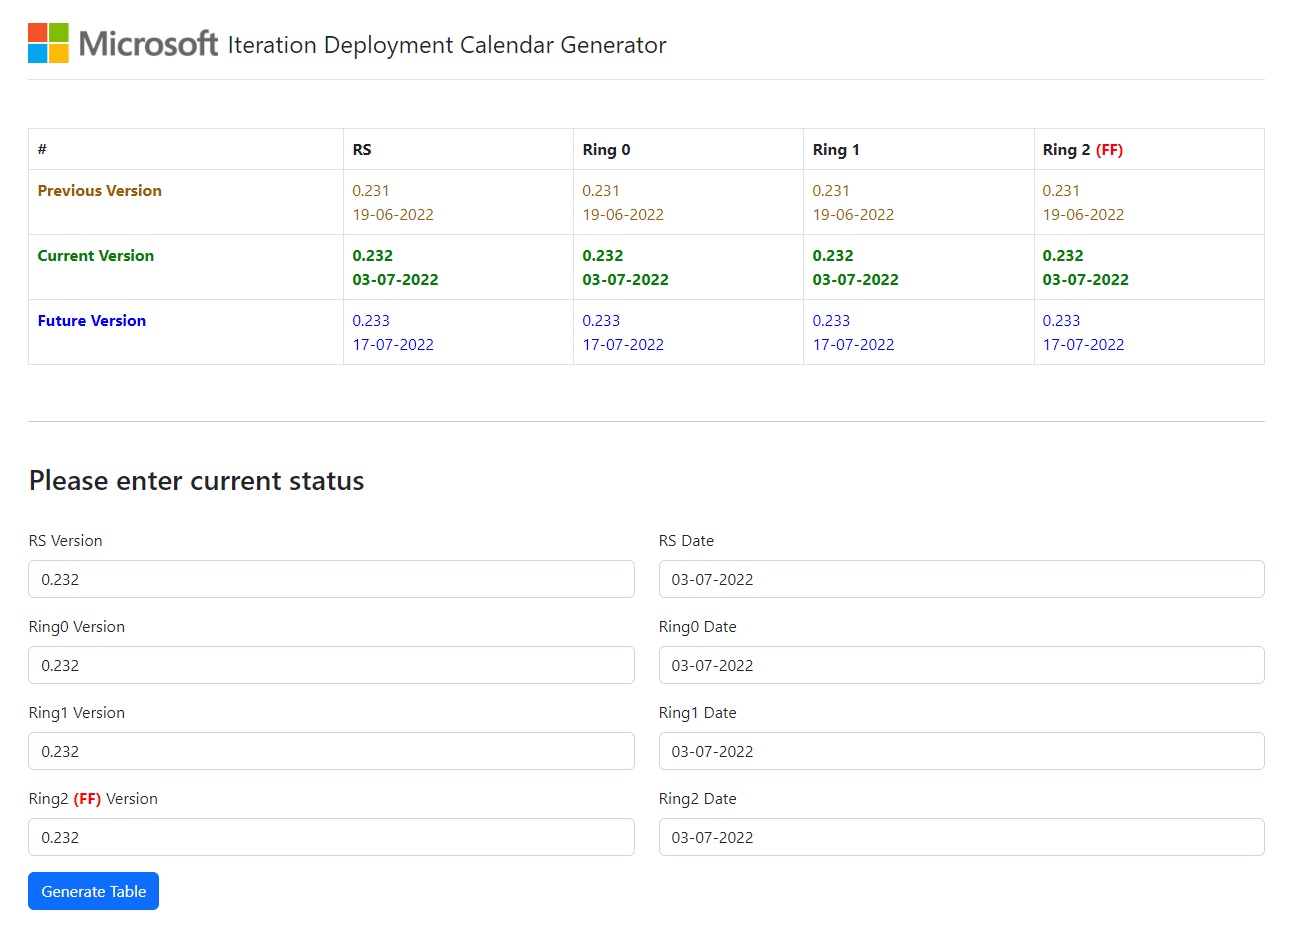 Microsoft Iteration Deployment Calendar Generator
# RS Ring 0 Ring 1 Ring 2 (FF)
Previous Version 0.231 0.231 0.231 0.231
19-06-2022 19-06-2022 19-06-2022 19-06-2022
Current Version 0.232 0.232 0.232 0.232
03-07-2022 03-07-2022 03-07-2022 03-07-2022
Future Version 0.233 0.233 0.233 0.233
17-07-2022 17-07-2022 17-07-2022 17-07-2022
Please enter current status
RS Version RS Date
0.232 03-07-2022
Ring0 Version Ring0 Date
0.232 03-07-2022
Ring1 Version Ring1 Date
0.232 03-07-2022
Ring2 (FF) Version Ring2 Date
0.232 03-07-2022
Generate Table